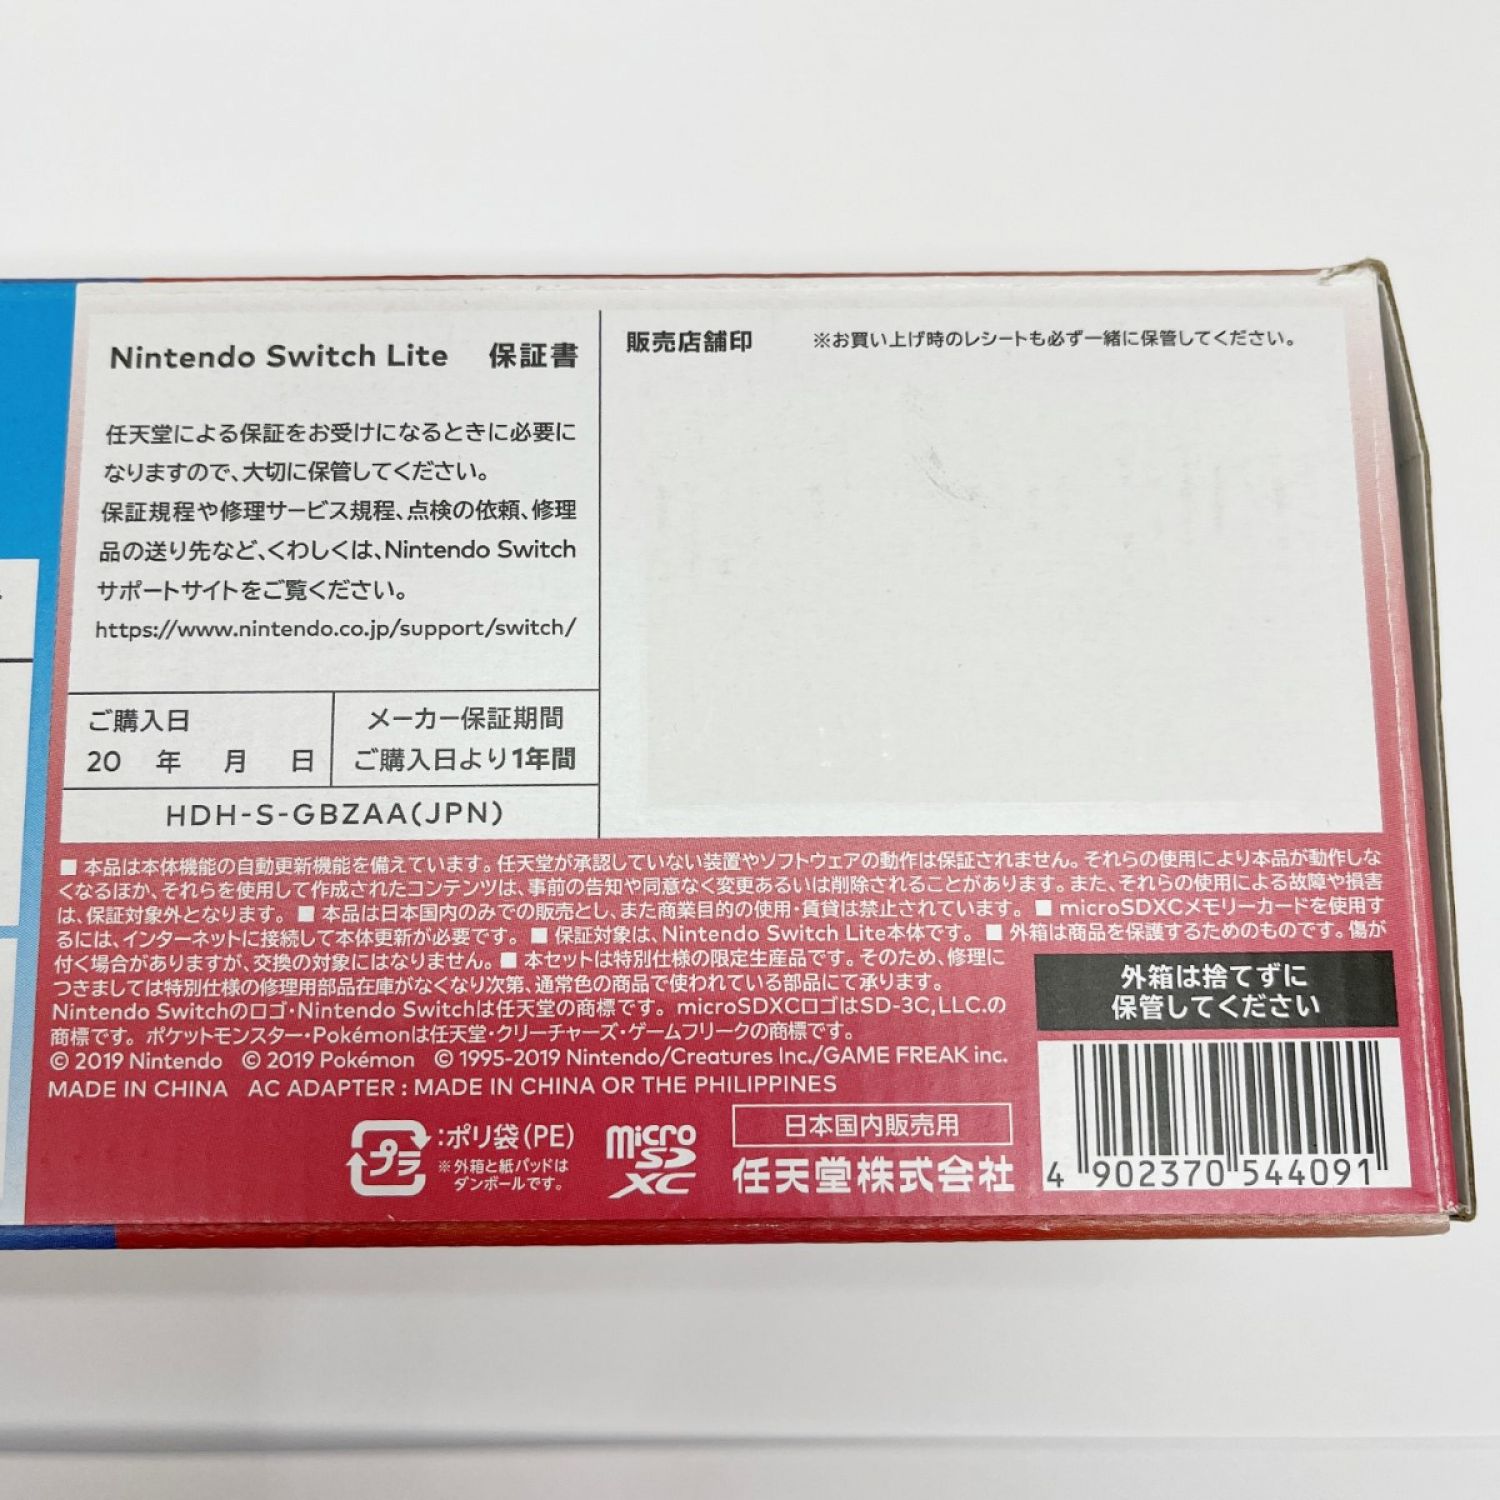 Nintendo Switch Lite 保証書
任天堂による保証をお受けになるときに必要に
なりますので、大切に保管してください。
保証規程や修理サービス規程、点検の依頼、修理
品の送り先など、くわしくは、Nintendo Switch
サポートサイトをご覧ください。
https://www.nintendo.co.jp/support/switch/
ご購入日
20 年 月 日
メーカー保証期間
ご購入日より1年間
HDH-S-GBZAA(JPN)
販売店舗印
※お買い上げ時のレシートも必ず一緒に保管してください。
■ 本品は本体機能の自動更新機能を備えています。任天堂が承認していない装置やソフトウェアの動作は保証されません。それらの使用により本品が動作しな
くなるほか、それらを使用して作成されたコンテンツは、事前の告知や同意なく変更あるいは削除されることがあります。また、それらの使用による故障や損害
は、保証対象外となります。 ■ 本品は日本国内のみでの販売とし、また商業目的の使用・賃貸は禁止されています。 ■ microSDXCメモリーカードを使用す
るには、インターネットに接続して本体更新が必要です。 ■ 保証対象は、Nintendo Switch Lite本体です。 ■ 外箱は商品を保護するためのものです。傷が
付く場合がありますが、交換の対象にはなりません。 ■ 本セットは特別仕様の限定生産品です。そのため、修理に
つきましては特別仕様の修理用部品在庫がなくなり次第、通常色の商品で使われている部品にて承ります。
Nintendo Switchのロゴ・Nintendo Switchは任天堂の商標です。 microSDXCロゴはSD-3C,LLC.の
商標です。 ポケットモンスター・Pokémonは任天堂・クリーチャーズ・ゲームフリークの商標です。
© 2019 Nintendo © 2019 Pokémon © 1995-2019 Nintendo/Creatures Inc./GAME FREAK inc.
MADE IN CHINA AC ADAPTER : MADE IN CHINA OR THE PHILIPPINES
外箱は捨てずに
保管してください
プラ
:ポリ袋(PE)
※外箱と紙パッドは
ダンボールです。
micro
SD
XC
日本国内販売用
任天堂株式会社
4 902370 544091